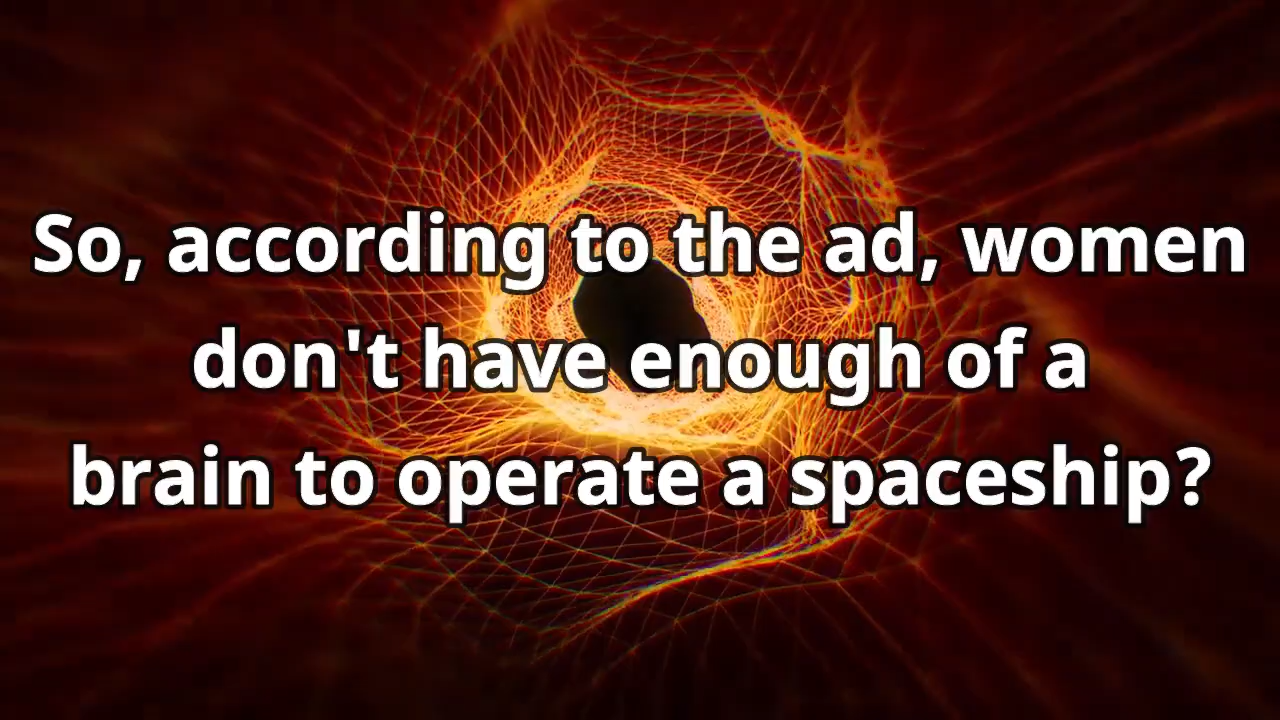 So, according to the ad, women
don't have enough of a
brain to operate a spaceship?